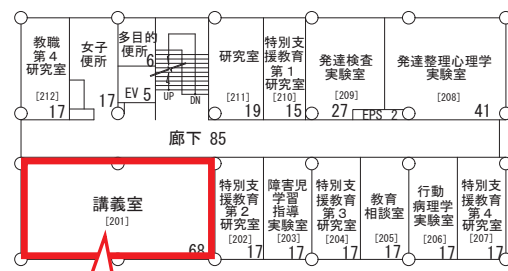 教職
第４
研究室
[212]
17
女子
便所
17
多目的
便所
6
EV 5
UP
DN
研究室
[211]
19
特別支
援教育
第１
研究室
[210]
15
発達検査
実験室
[209]
27
EPS 2
発達整理心理学
実験室
[208]
41
廊下 85
講義室
[201]
68
特別支
援教育
第２
研究室
[202]
17
障害児
学習
指導
実験室
[203]
17
特別支
援教育
第３
研究室
[204]
17
教育
相談室
[205]
17
行動
病理学
実験室
[206]
17
特別支
援教育
第４
研究室
[207]
17